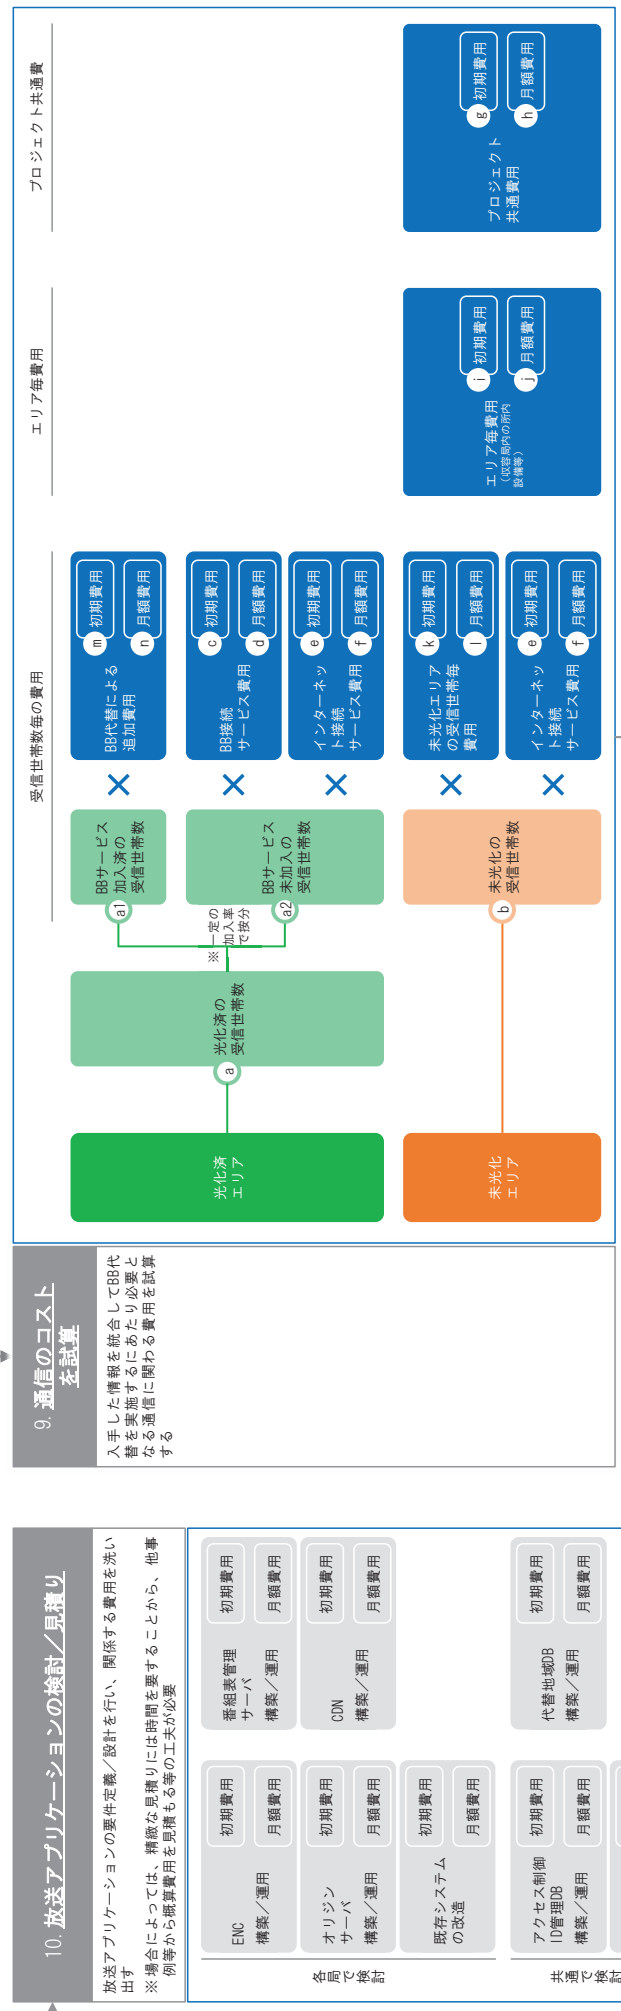 9. 通信のコスト
を試算
入手した情報を統合してBB代
替を実施するにあたり必要と
なる通信に関わる費用を試算
する
受信世帯数毎の費用
エリア毎費用
プロジェクト共通費
光化済
エリア
a
光化済の
受信世帯数
※一定の
加入率
で按分
a1
BBサービス
加入済の
受信世帯数
×
BB代替による
追加費用
m
初期費用
n
月額費用
a2
BBサービス
未加入の
受信世帯数
×
BB接続
サービス費用
c
初期費用
d
月額費用
×
インターネッ
ト接続
サービス費用
e
初期費用
f
月額費用
未光化
エリア
b
未光化の
受信世帯数
×
未光化エリア
の受信世帯毎
費用
k
初期費用
l
月額費用
×
インターネッ
ト接続
サービス費用
e
初期費用
f
月額費用
エリア毎費用
（収容局内の所内
設備等）
i
初期費用
j
月額費用
プロジェクト
共通費用
g
初期費用
h
月額費用
10. 放送アプリケーションの検討／見積り
放送アプリケーションの要件定義／設計を行い、関係する費用を洗い
出す
※場合によっては、精緻な見積りには時間を要することから、他事
例等から概算費用を見積もる等の工夫が必要
各局で検討
ENC
構築／運用
初期費用
月額費用
番組表管理
サーバ
構築／運用
初期費用
月額費用
オリジン
サーバ
構築／運用
初期費用
月額費用
CDN
構築／運用
初期費用
月額費用
既存システム
の改造
初期費用
月額費用
共通で検討
アクセス制御
ID管理DB
構築／運用
初期費用
月額費用
代替地域DB
構築／運用
初期費用
月額費用